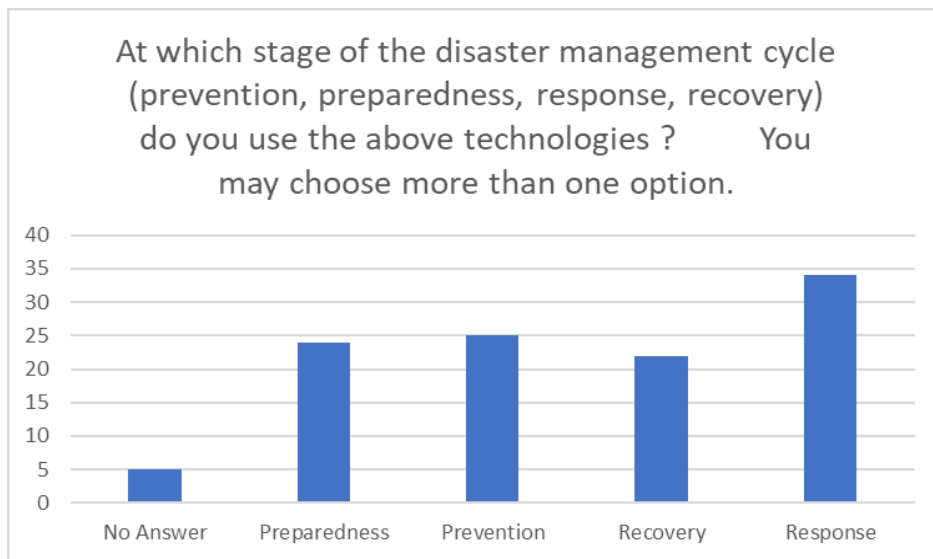 At which stage of the disaster management cycle
(prevention, preparedness, response, recovery)
do you use the above technologies ? You
may choose more than one option.
40
35
30
25
20
15
10
5
0
No Answer Preparedness Prevention Recovery Response